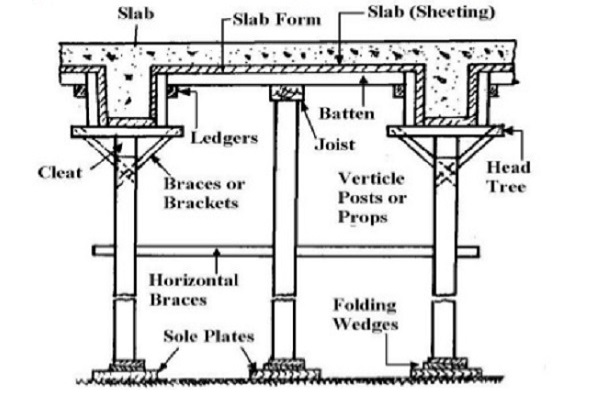 Slab
Slab Form
Slab (Sheeting)
Batten
Ledgers
Joist
Cleat
Head
Tree
Braces or
Brackets
Verticle
Posts or
Props
Horizontal
Braces
Folding
Wedges
Sole Plates